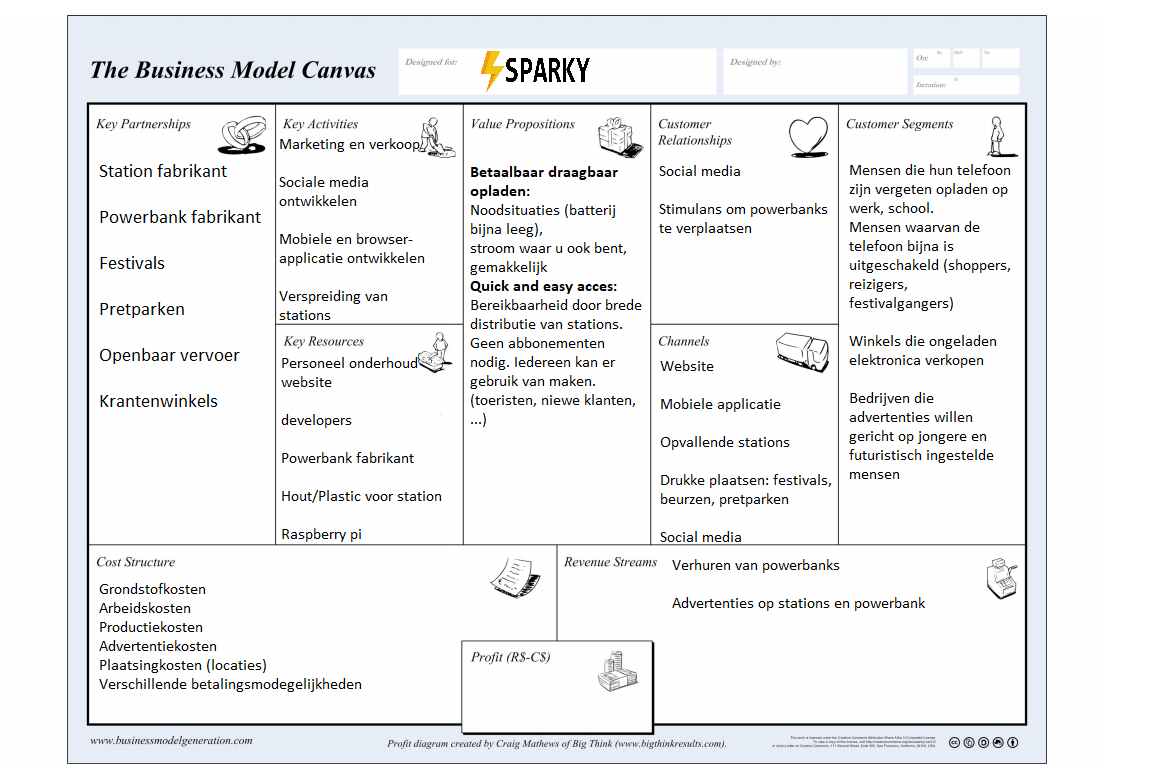 The Business Model Canvas
Designed for:
SPARKY
Designed by:
On:
Iteration:
Key Partnerships
Station fabrikant
Powerbank fabrikant
Festivals
Pretparken
Openbaar vervoer
Krantenwinkels
Key Activities
Marketing en verkoop
Sociale media
ontwikkelen
Mobiele en browser-
applicatie ontwikkelen
Verspreiding van
stations
Key Resources
Personeel onderhoud
website
developers
Powerbank fabrikant
Hout/Plastic voor station
Raspberry pi
Value Propositions
Betaalbaar draagbaar
opladen:
Noodsituaties (batterij
bijna leeg),
stroom waar u ook bent,
gemakkelijk
Quick and easy acces:
Bereikbaarheid door brede
distributie van stations.
Geen abbonementen
nodig. Iedereen kan er
gebruik van maken.
(toeristen, niewe klanten,
...)
Customer
Relationships
Social media
Stimulans om powerbanks
te verplaatsen
Channels
Website
Mobiele applicatie
Opvallende stations
Drukke plaatsen: festivals,
beurzen, pretparken
Social media
Customer Segments
Mensen die hun telefoon
zijn vergeten opladen op
werk, school.
Mensen waarvan de
telefoon bijna is
uitgeschakeld (shoppers,
reizigers,
festivalgangers)
Winkels die ongeladen
elektronica verkopen
Bedrijven die
advertenties willen
gericht op jongere en
futuristisch ingestelde
mensen
Cost Structure
Grondstofkosten
Arbeidskosten
Productiekosten
Advertentiekosten
Plaatsingkosten (locaties)
Verschillende betalingsmodegelijkheden
Revenue Streams
Verhuren van powerbanks
Advertenties op stations en powerbank
Profit (R$-C$)
www.businessmodelgeneration.com
Profit diagram created by Craig Mathews of Big Think (www.bigthinkresults.com).